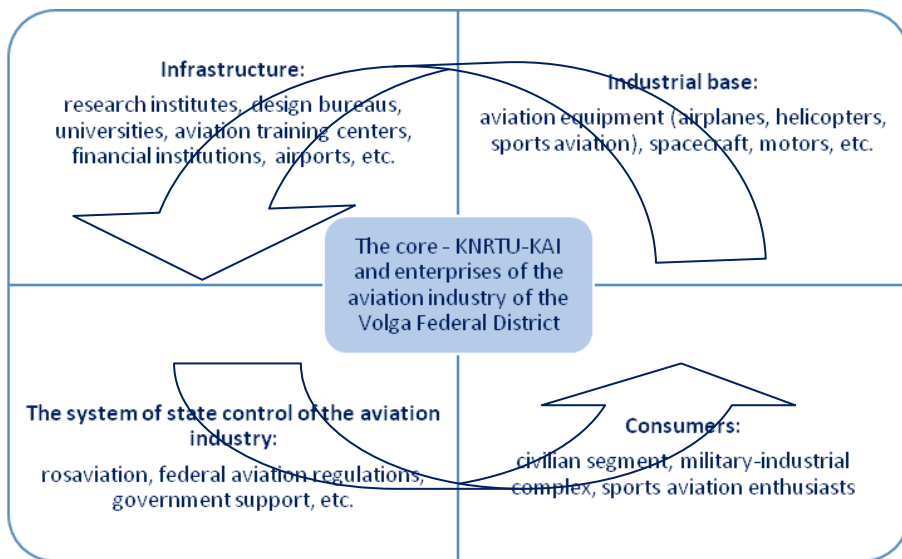 Infrastructure:
research institutes, design bureaus,
universities, aviation training centers,
financial institutions, airports, etc.
Industrial base:
aviation equipment (airplanes, helicopters,
sports aviation), spacecraft, motors, etc.
The core - KNRTU-KAI
and enterprises of the
aviation industry of the
Volga Federal District
The system of state control of the aviation
industry:
rosaviation, federal aviation regulations,
government support, etc.
Consumers:
civilian segment, military-industrial
complex, sports aviation enthusiasts